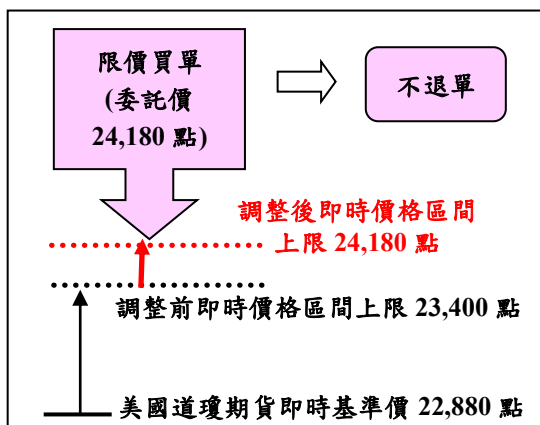 限價買單
(委託價
24,180 點)
不退單
調整後即時價格區間
上限 24,180 點
調整前即時價格區間上限 23,400 點
美國道瓊期貨即時基準價 22,880 點